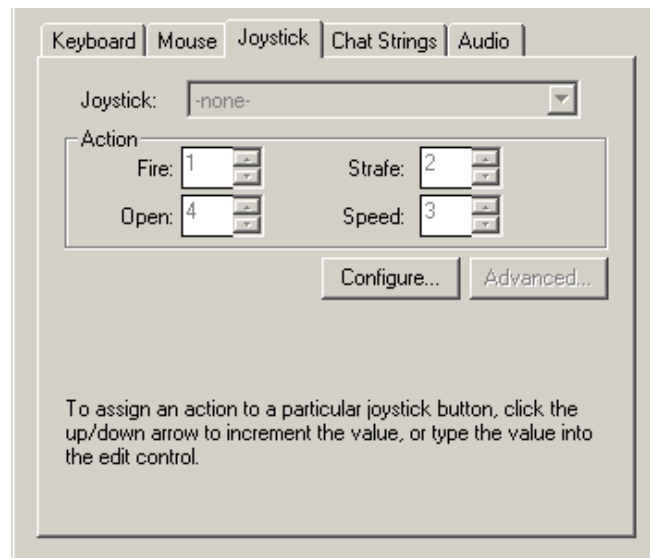 Keyboard Mouse Joystick Chat Strings Audio
Joystick: -none-
Action
Fire: 1 Strafe: 2
Open: 4 Speed: 3
Configure... Advanced...
To assign an action to a particular joystick button, click the
up/down arrow to increment the value, or type the value into
the edit control.